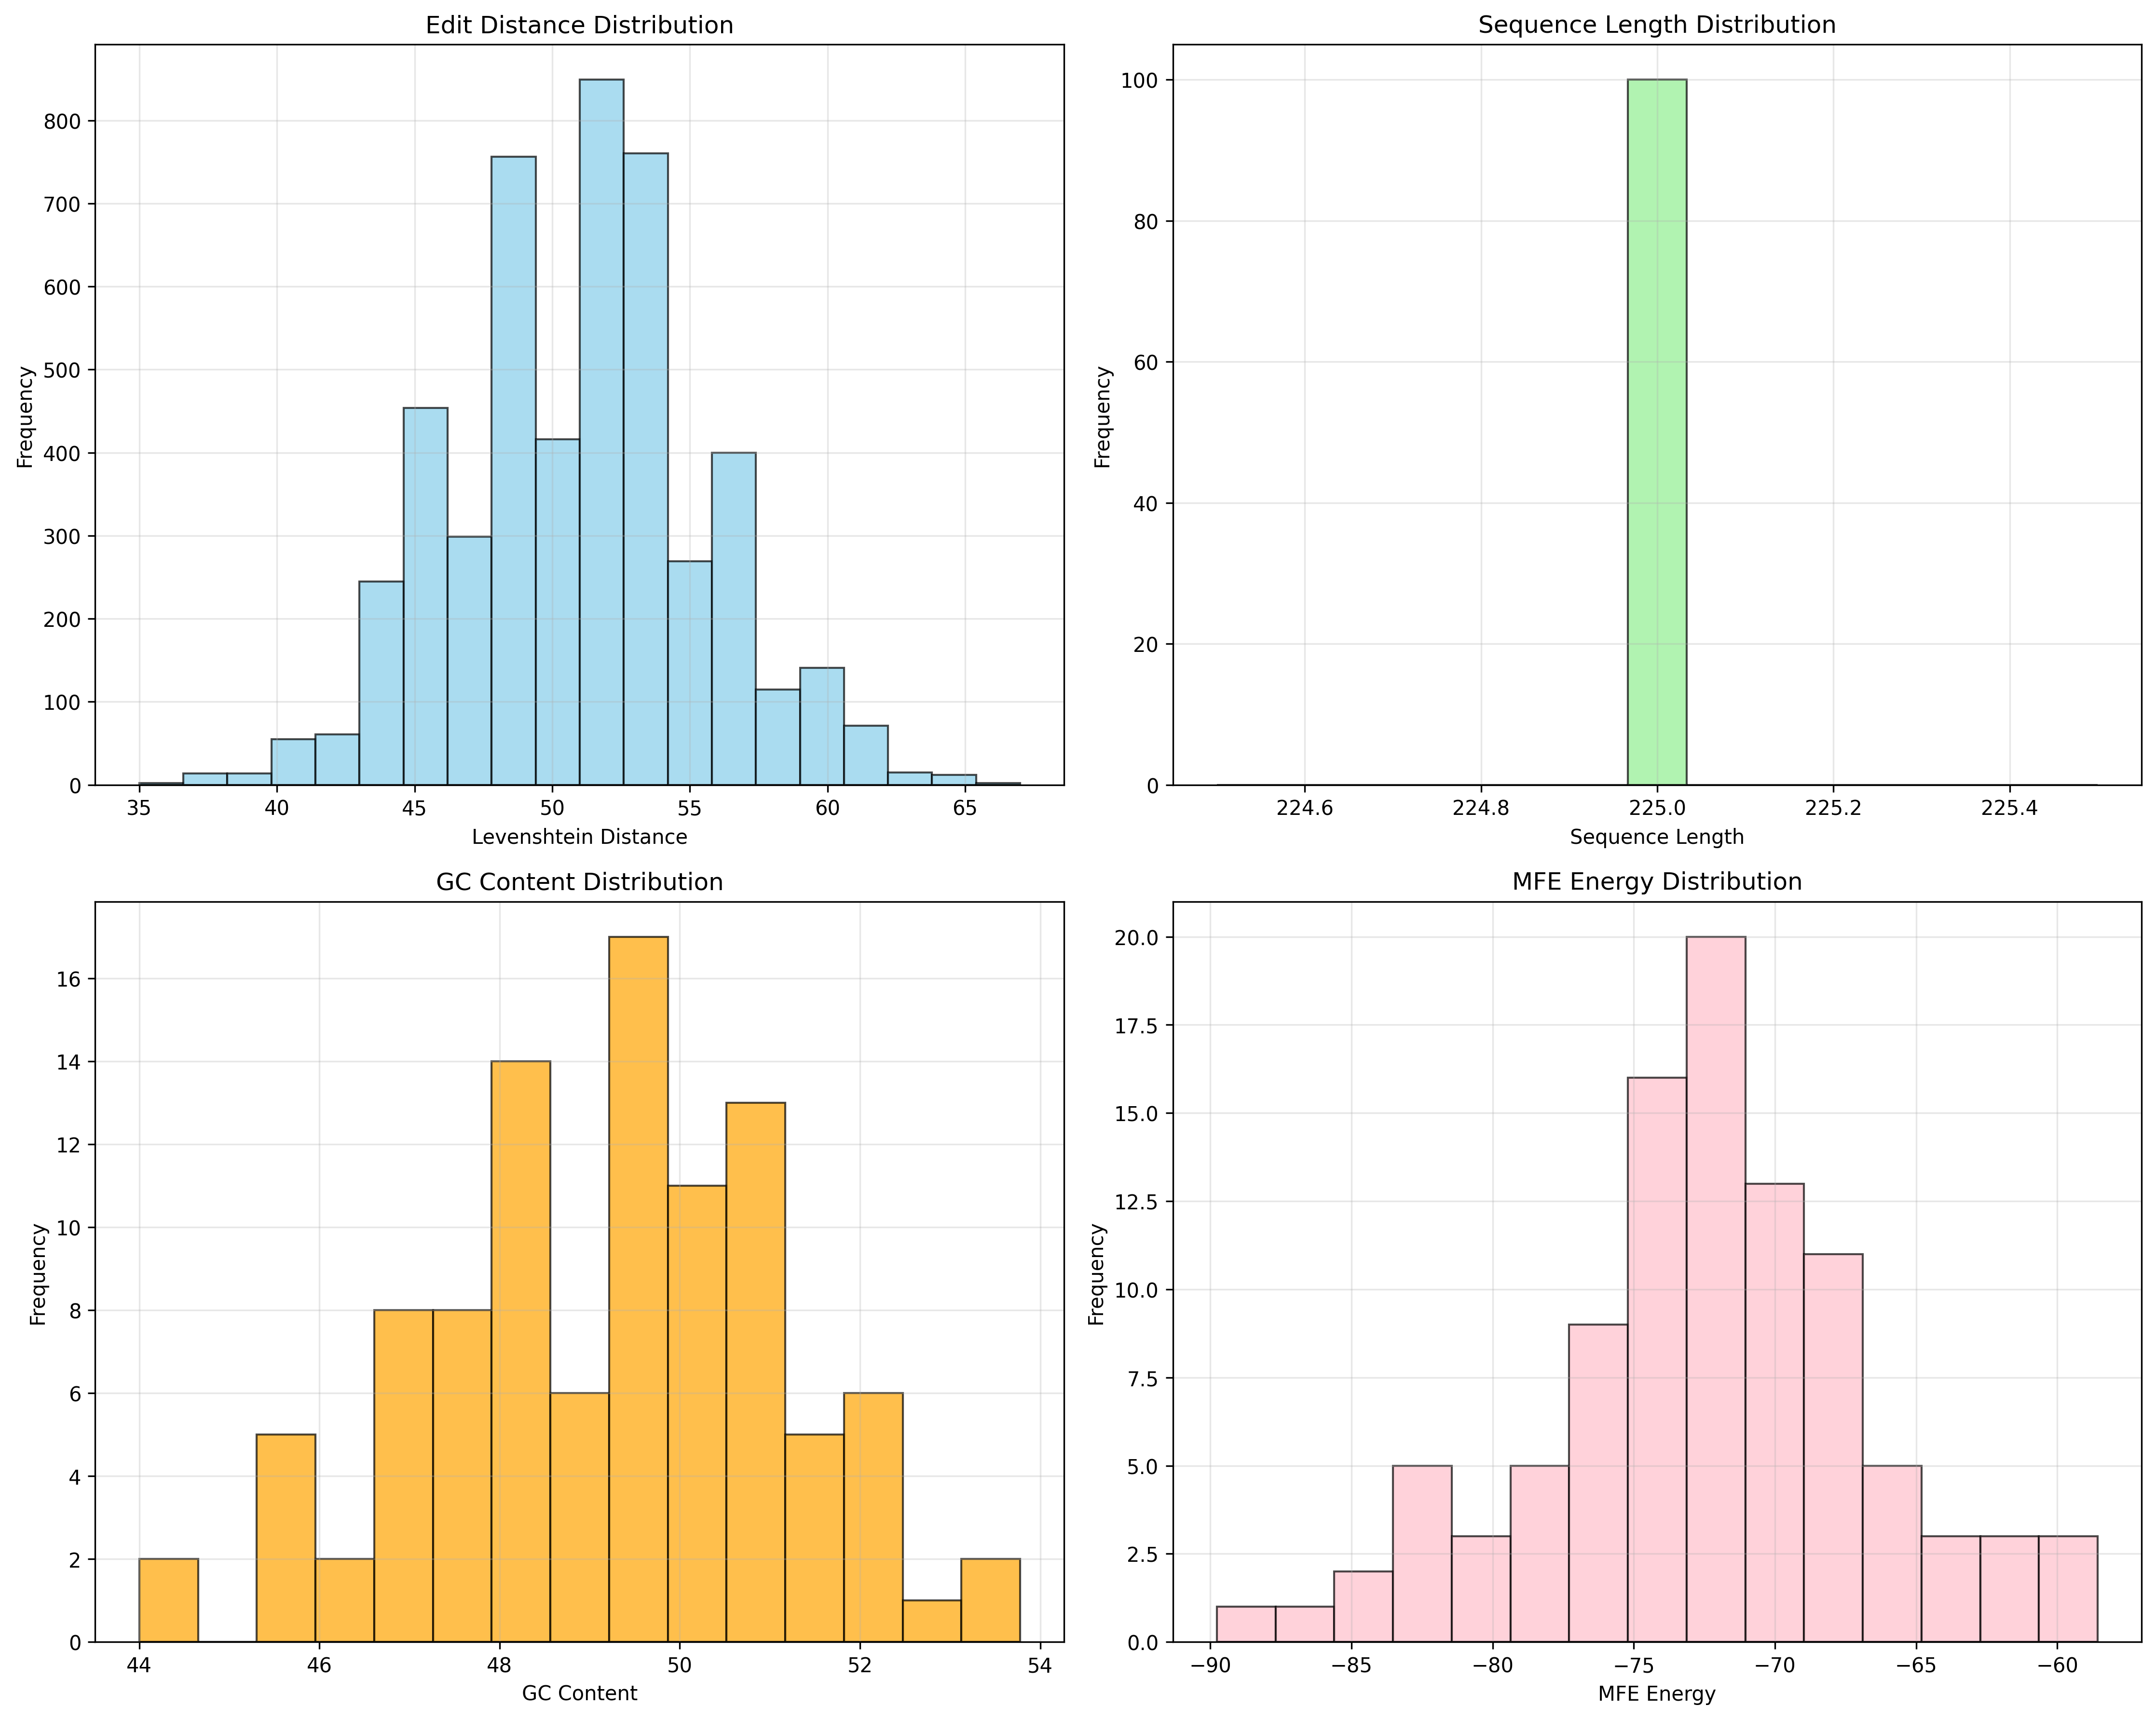 Edit Distance Distribution
Frequency
800
700
600
500
400
300
200
100
0
35 40 45 50 55 60 65
Levenshtein Distance
Sequence Length Distribution
Frequency
100
80
60
40
20
0
224.6 224.8 225.0 225.2 225.4
Sequence Length
GC Content Distribution
Frequency
16
14
12
10
8
6
4
2
0
44 46 48 50 52 54
GC Content
MFE Energy Distribution
Frequency
20.0
17.5
15.0
12.5
10.0
7.5
5.0
2.5
0.0
−90 −85 −80 −75 −70 −65 −60
MFE Energy